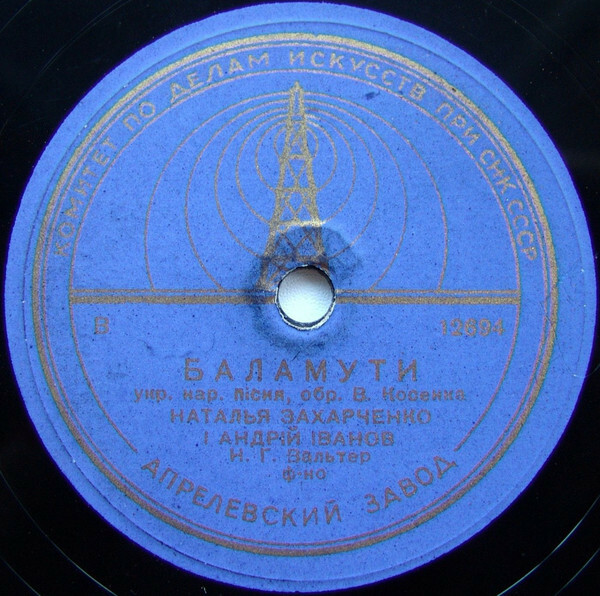 КОМИТЕТ ПО ДЕЛАМ ИСКУССТВ ПРИ СНК СССР
В 12694
БАЛАМУТИ
укр. нар. пісня, обр. В. Косенка
НАТАЛЬЯ ЗАХАРЧЕНКО
І АНДРІЙ ІВАНОВ
Н. Г. Вальтер
ф-но
АПРЕЛЕВСКИЙ ЗАВОД